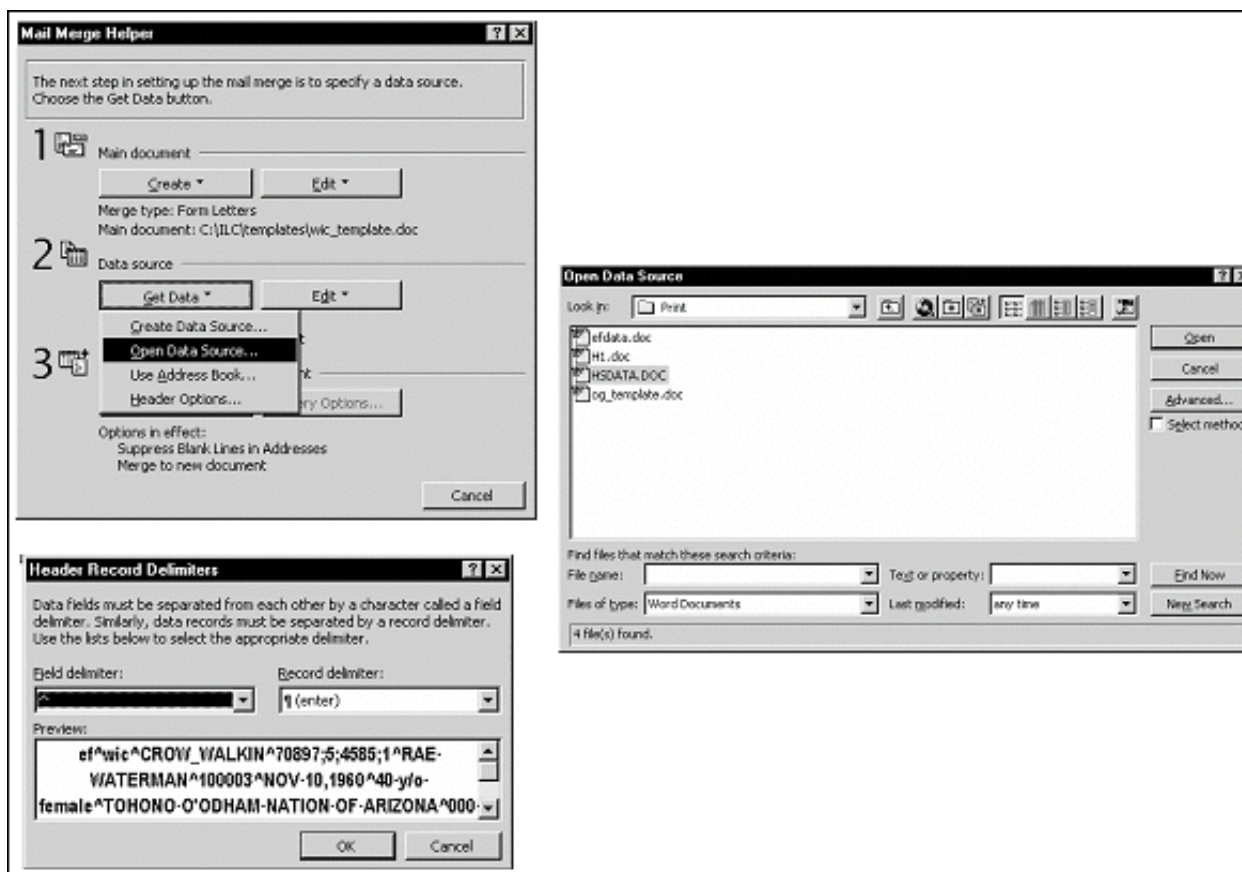 Mail Merge Helper
The next step in setting up the mail merge is to specify a data source.
Choose the Get Data button.
1
Main document
Create
Edit
Merge type: Form Letters
Main document: C:\ILC\templates\wic_template.doc
2
Data source
Get Data
Edit
Create Data Source...
Open Data Source...
Use Address Book...
Header Options...
3
Options...
Options in effect:
Suppress Blank Lines in Addresses
Merge to new document
Cancel
Open Data Source
Look in: Print
efdata.doc
H1.doc
HSDATA.DOC
og_template.doc
Open
Cancel
Advanced...
Select method
Find files that match these search criteria:
File name:
Text or property:
Find Now
Files of type: Word Documents
Last modified: any time
New Search
4 file(s) found.
Header Record Delimiters
Data fields must be separated from each other by a character called a field
delimiter. Similarly, data records must be separated by a record delimiter.
Use the lists below to select the appropriate delimiter.
Field delimiter:
Record delimiter:
^
¶ (enter)
Preview:
ef^wic^CROW_WALKIN^70897;5;4585;1^RAE-
WATERMAN^100003^NOV-10,1960^40-y/o-
female^TOHONO-O'ODHAM-NATION-OF-ARIZONA^000-
OK
Cancel